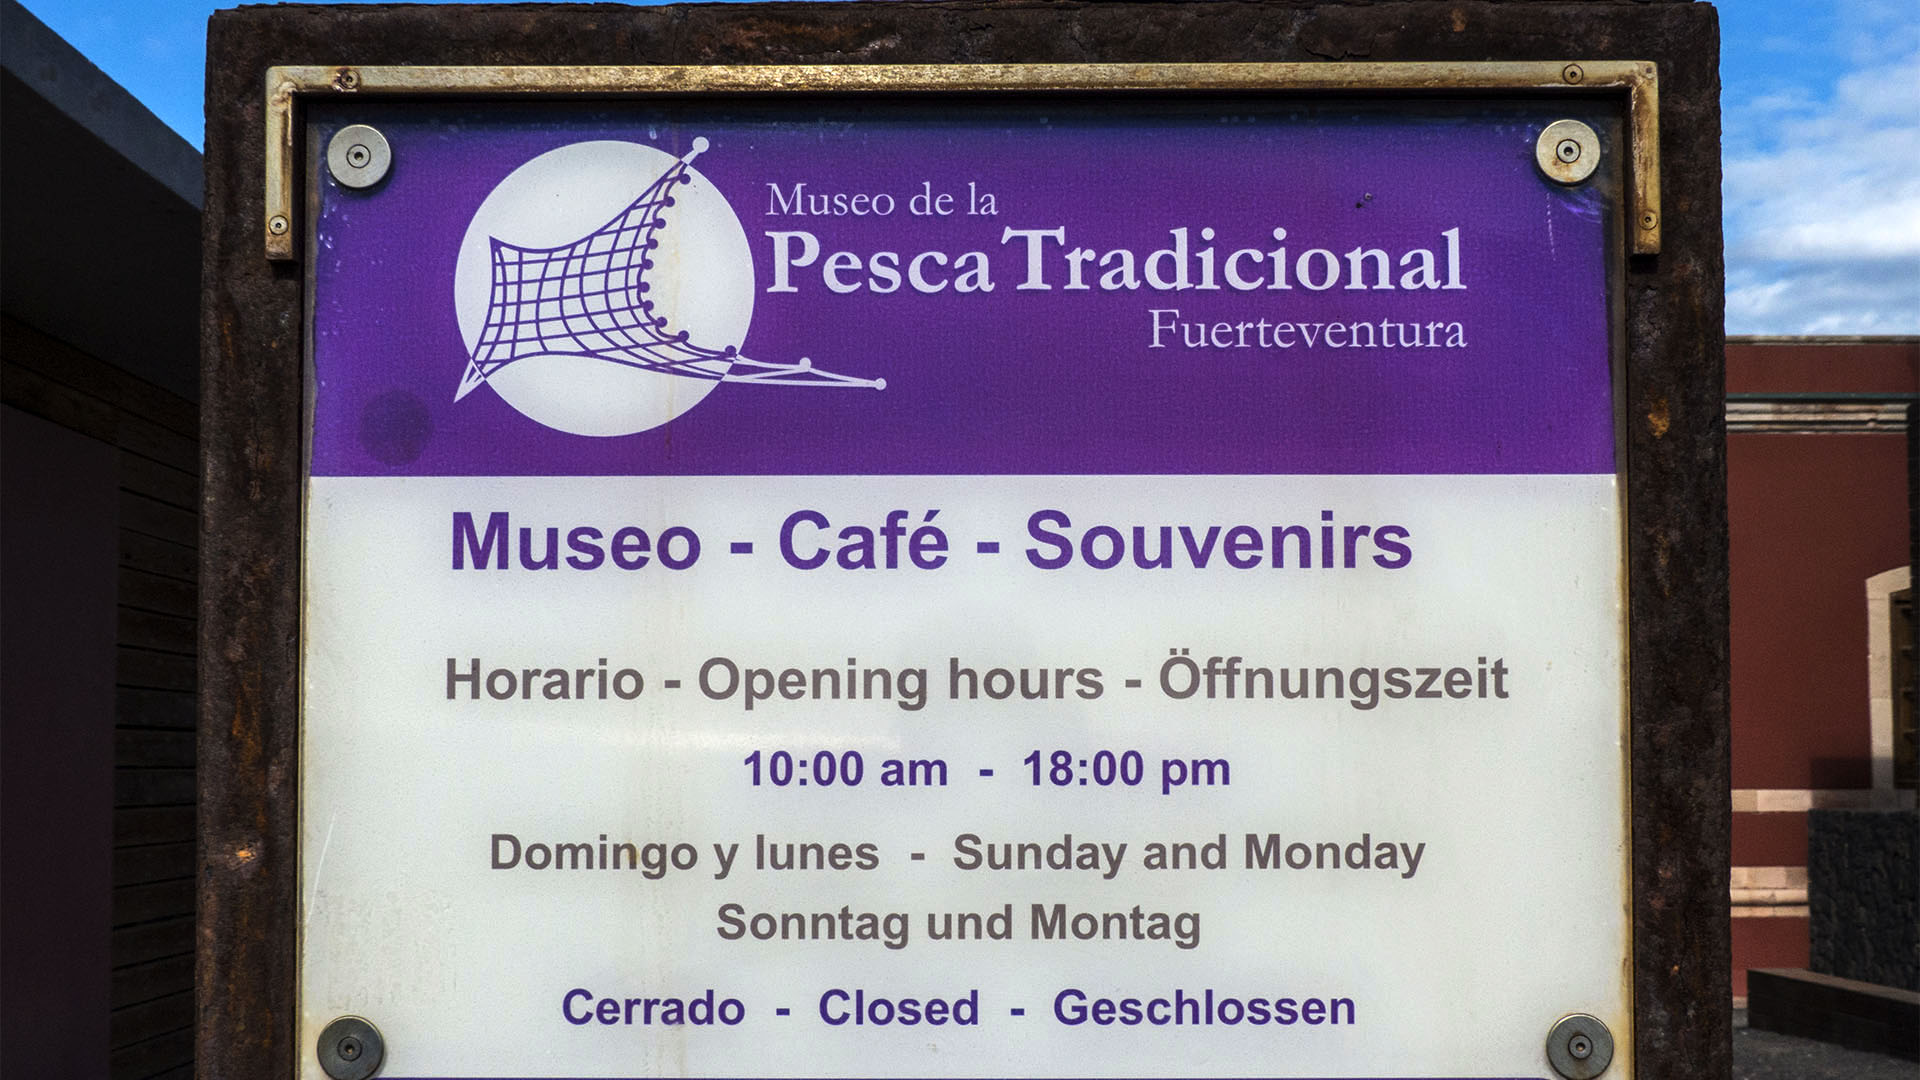 Museo de la
Pesca Tradicional
Fuerteventura
Museo - Café - Souvenirs
Horario - Opening hours - Öffnungszeit
10:00 am - 18:00 pm
Domingo y lunes - Sunday and Monday
Sonntag und Montag
Cerrado - Closed - Geschlossen